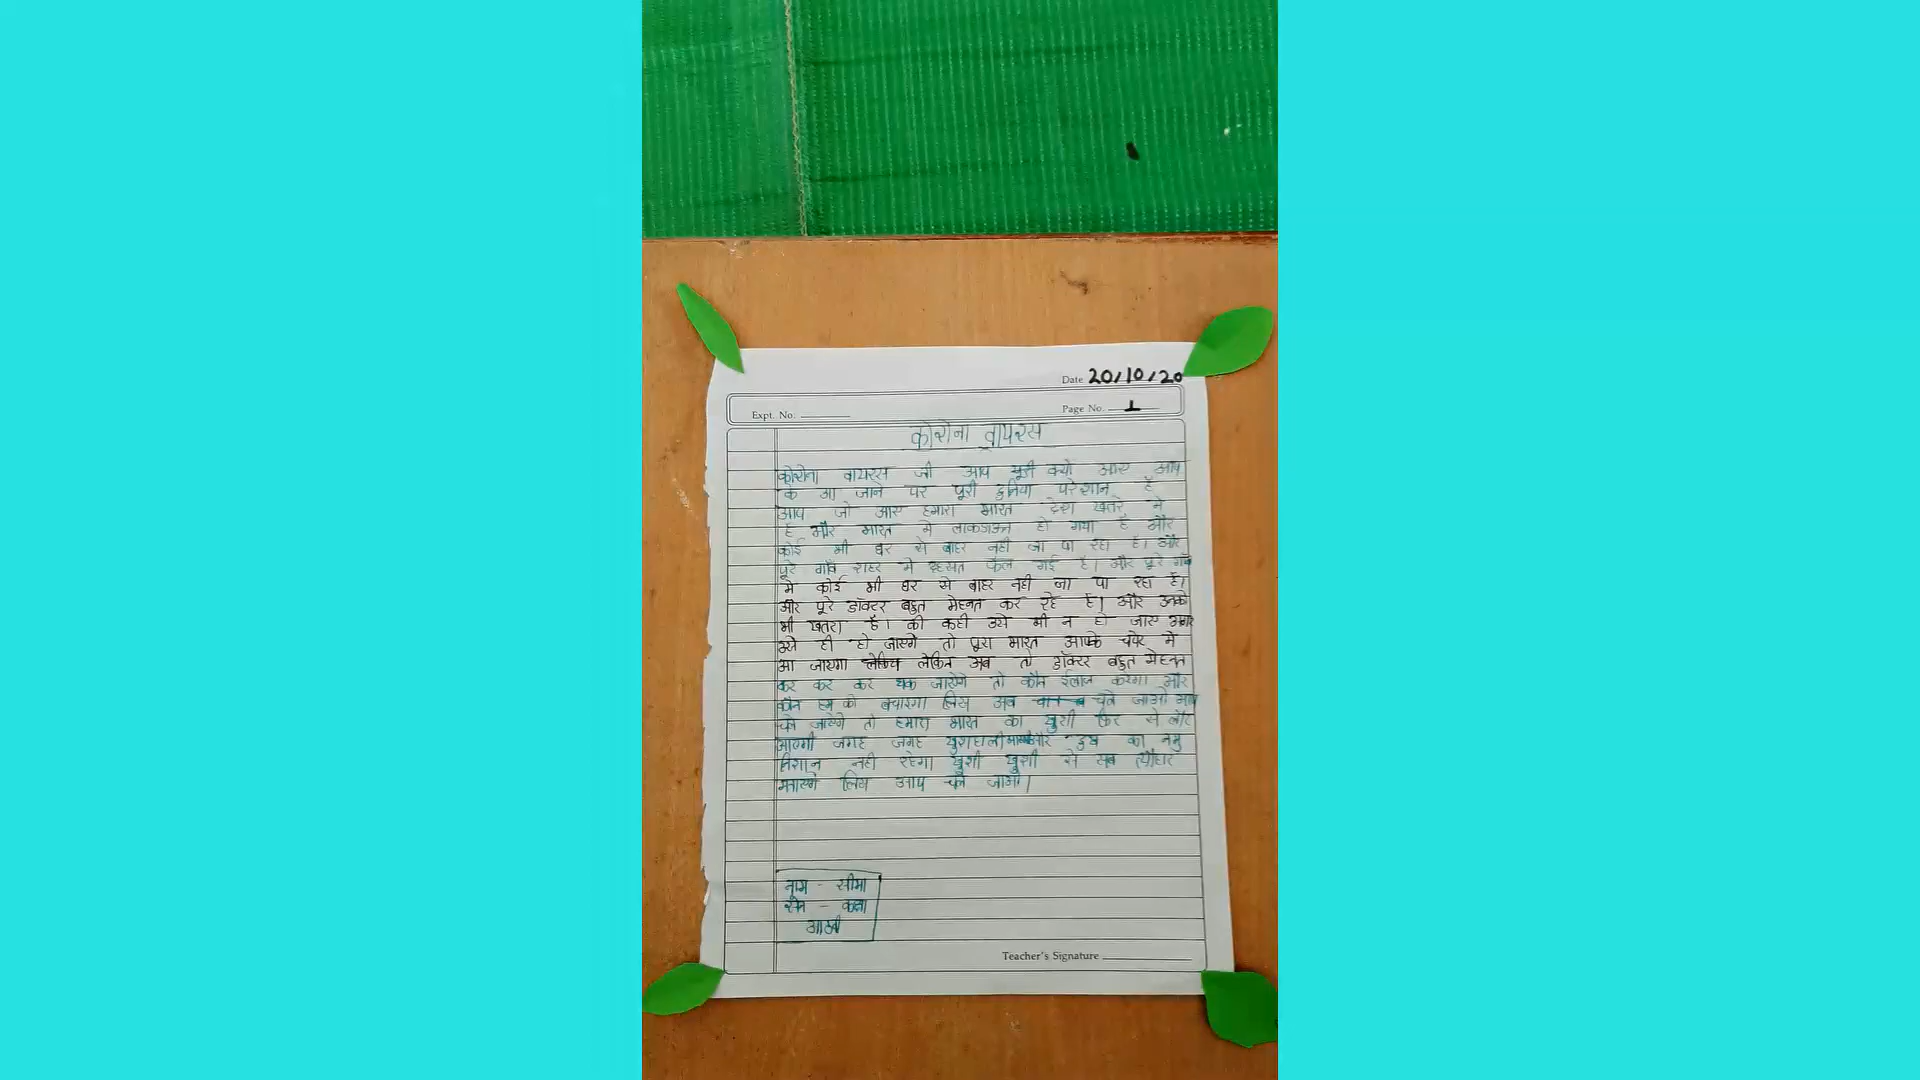 Date 20/10/20
Expt. No.
Page No. 1
कोरोना वायरस
कोरोना वायरस जी आप यूही क्यो आए आप
के आ जाने पर पूरी दुनिया परेशान है
आप जो आए हमारा भारत देश खतरे मे
है और भारत मे लाकडाउन हो गया है और
कोई भी घर से बाहर नही जा पा रहा है। और
पूरे गाँव शहर मे दहसत फैल गई है। और पूरे गाँव
मे कोई भी घर से बाहर नही जा पा रहा है।
और पूरे डॉक्टर बहुत मेहनत कर रहे है। और उनको
भी खतरा है। की कही उसे भी न हो जाए अगर
उसे ही हो जाएगे तो पूरा भारत आपके चपेरे मे
आ जाएगा लेकिन अब तो डॉक्टर बहुत मेहनत
कर कर कर थक जाएगे तो कौन ईलाज करेगा और
कौन हम को बचाएगा लिए अब चले जाओ आप
चले जाएगे तो हमारा भारत का खुशी फिर से लौट
आएगी जगह जगह खुशहाली और दुख का नमु
निशान नही रहेगा खुशी खुशी से सब त्यौहार
मनाएगे लिए आप चले जाओ।
नाम - सीमा
कक्षा
आठवी
Teacher's Signature